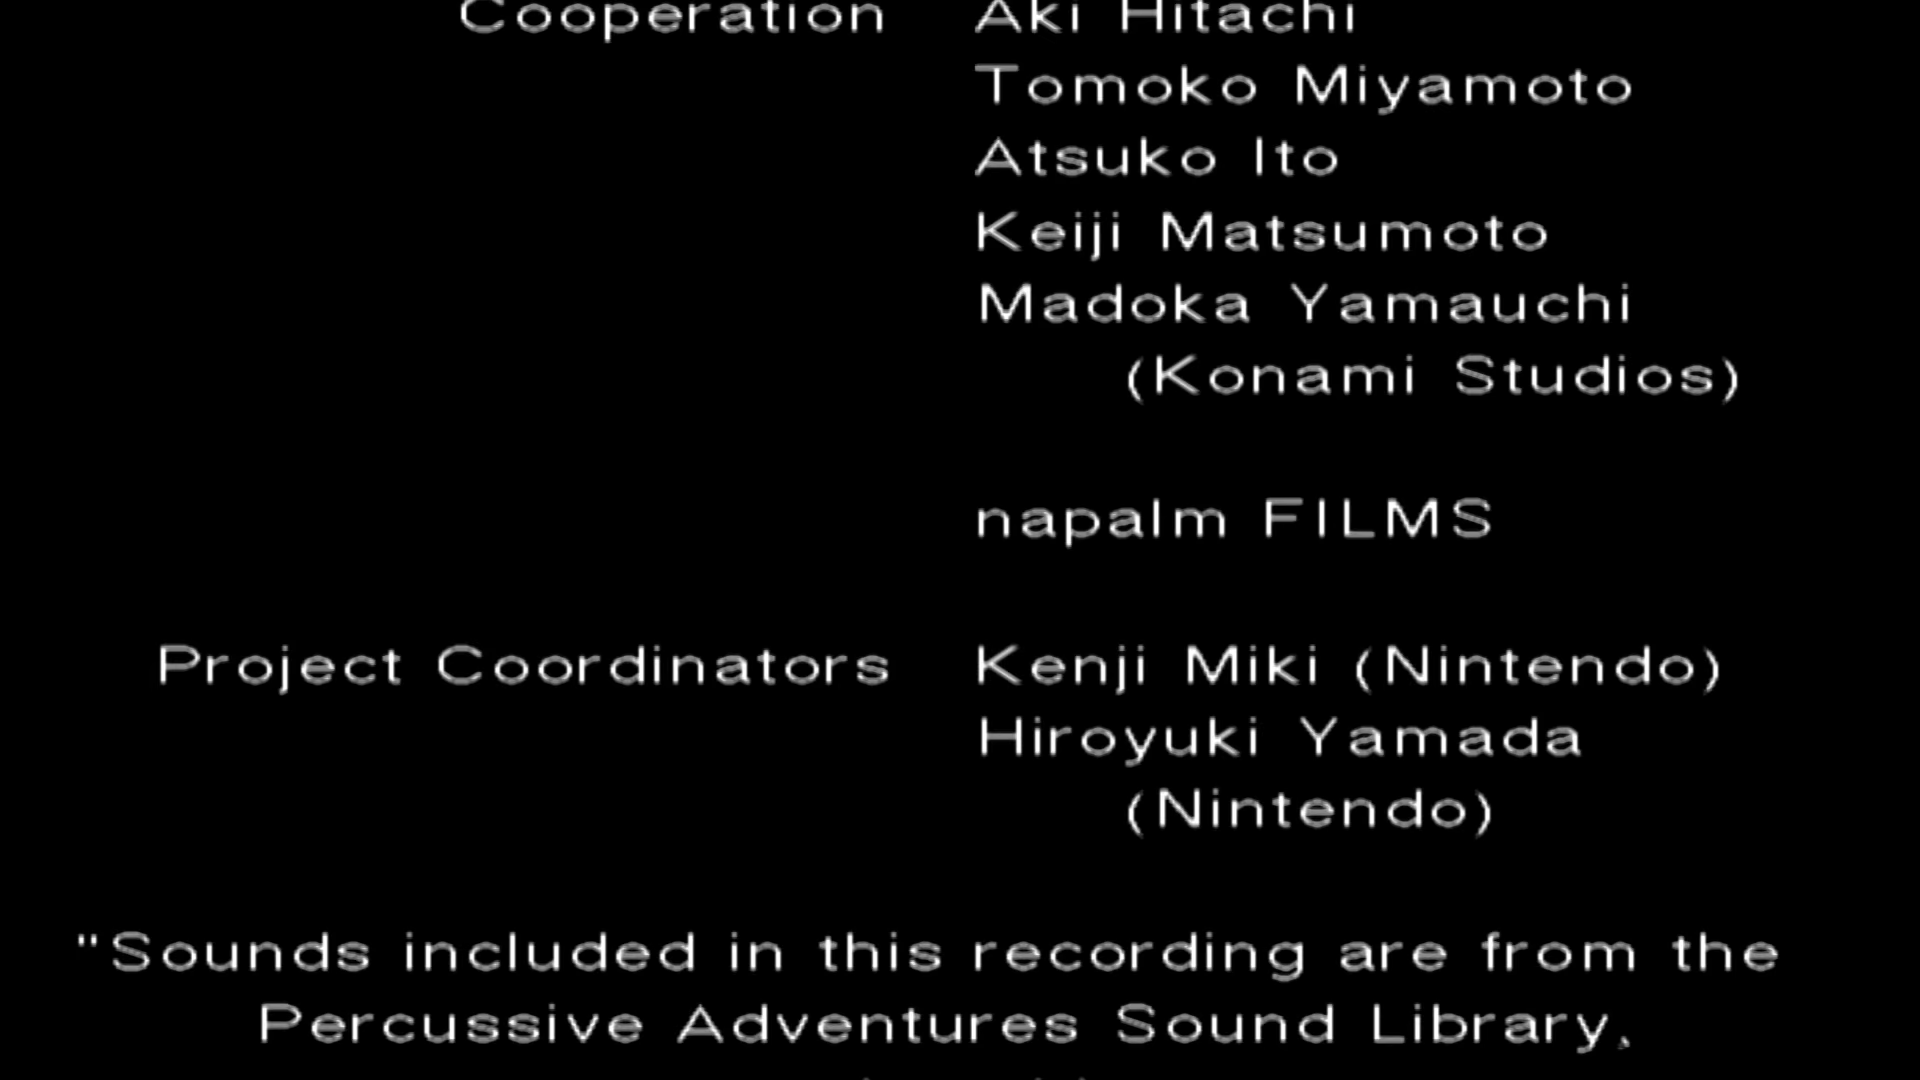 Cooperation Aki Hitachi
Tomoko Miyamoto
Atsuko Ito
Keiji Matsumoto
Madoka Yamauchi
(Konami Studios)
napalm FILMS
Project Coordinators Kenji Miki (Nintendo)
Hiroyuki Yamada
(Nintendo)
"Sounds included in this recording are from the
Percussive Adventures Sound Library,